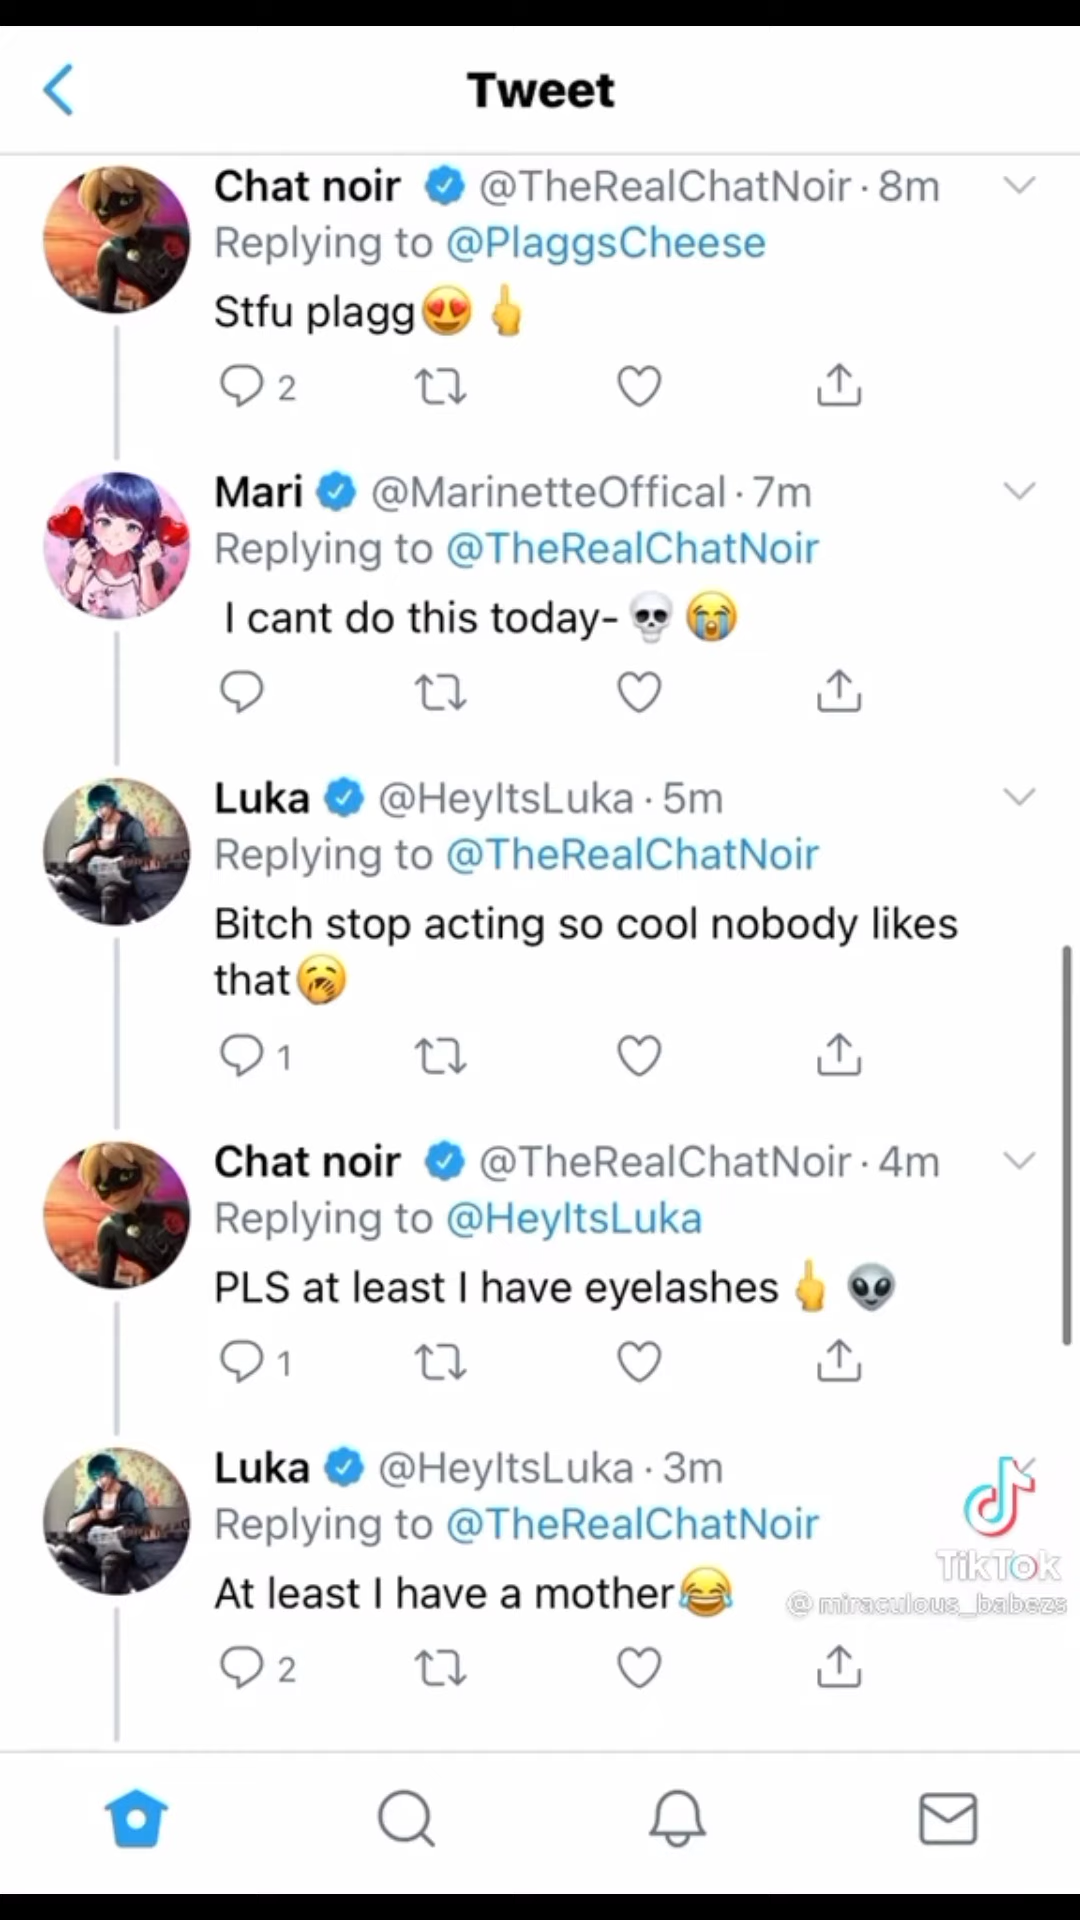 Tweet
Chat noir @TheRealChatNoir · 8m
Replying to @PlaggsCheese
Stfu plagg😍🖕
2
Mari @MarinetteOffical · 7m
Replying to @TheRealChatNoir
I cant do this today-💀😭
Luka @HeyItsLuka · 5m
Replying to @TheRealChatNoir
Bitch stop acting so cool nobody likes
that🥱
1
Chat noir @TheRealChatNoir · 4m
Replying to @HeyItsLuka
PLS at least I have eyelashes🖕👽
1
Luka @HeyItsLuka · 3m
Replying to @TheRealChatNoir
At least I have a mother😂
2
TikTok
@miraculous_babezs